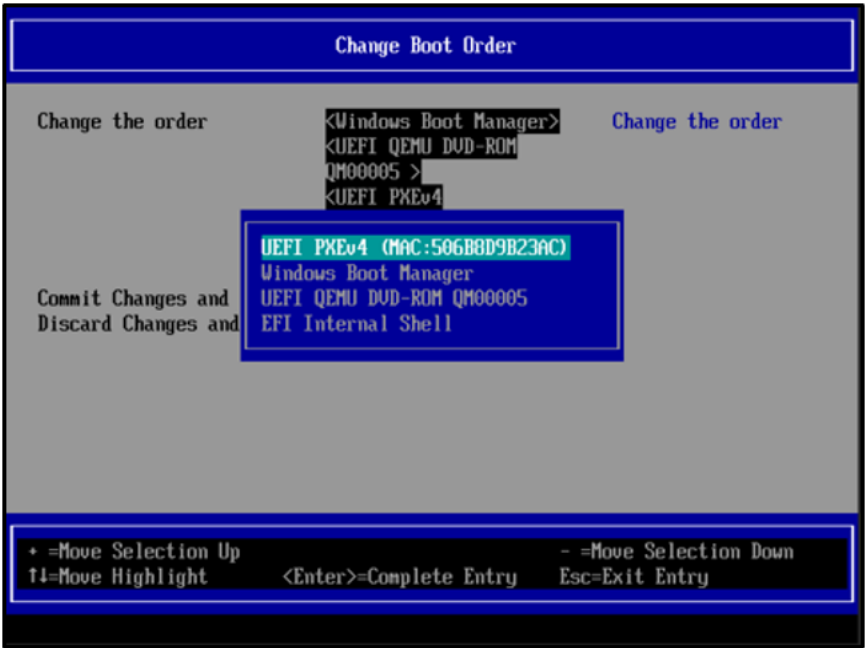 Change Boot Order
Change the order
<Windows Boot Manager>
<UEFI QEMU DVD-ROM
QM00005 >
<UEFI PXEv4
Change the order
UEFI PXEv4 (MAC:506B8D9B23AC)
Windows Boot Manager
UEFI QEMU DVD-ROM QM00005
EFI Internal Shell
Commit Changes and
Discard Changes and
+ =Move Selection Up
- =Move Selection Down
↑↓=Move Highlight
<Enter>=Complete Entry
Esc=Exit Entry